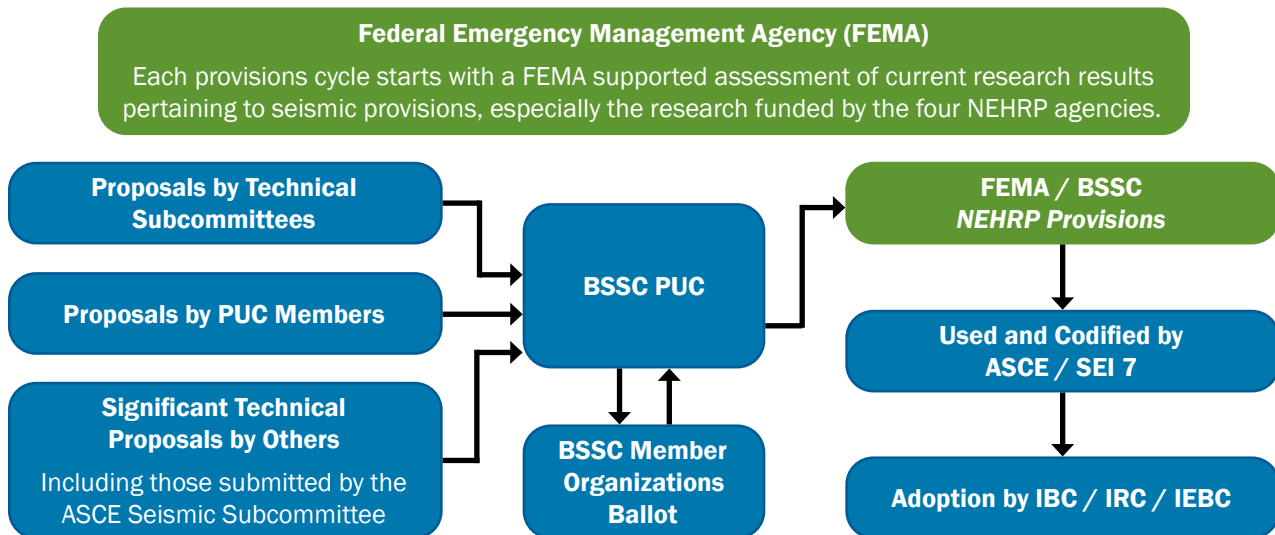 Federal Emergency Management Agency (FEMA)
Each provisions cycle starts with a FEMA supported assessment of current research results
pertaining to seismic provisions, especially the research funded by the four NEHRP agencies.
Proposals by Technical
Subcommittees
Proposals by PUC Members
Significant Technical
Proposals by Others
Including those submitted by the
ASCE Seismic Subcommittee
BSSC PUC
BSSC Member
Organizations
Ballot
FEMA / BSSC
NEHRP Provisions
Used and Codified by
ASCE / SEI 7
Adoption by IBC / IRC / IEBC